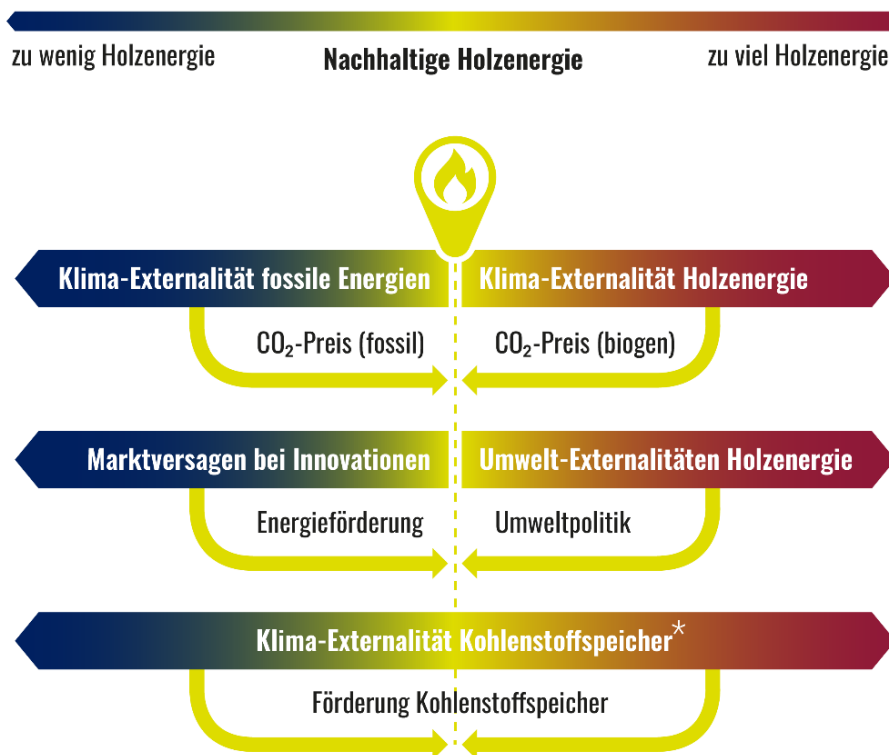 zu wenig Holzenergie
Nachhaltige Holzenergie
zu viel Holzenergie
Klima-Externalität fossile Energien
Klima-Externalität Holzenergie
CO₂-Preis (fossil)
CO₂-Preis (biogen)
Marktversagen bei Innovationen
Umwelt-Externalitäten Holzenergie
Energieförderung
Umweltpolitik
Klima-Externalität Kohlenstoffspeicher*
Förderung Kohlenstoffspeicher